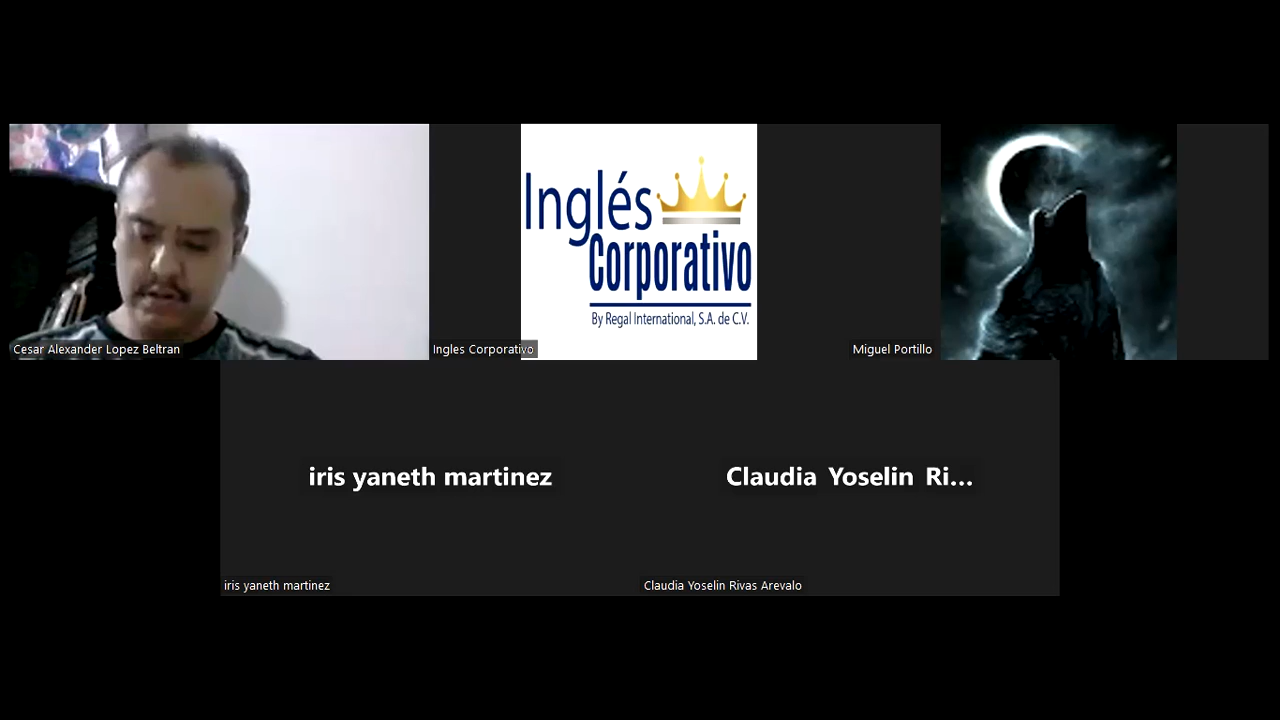 Inglés
Corporativo
By Regal International, S.A. de C.V.
Cesar Alexander Lopez Beltran
Ingles Corporativo
Miguel Portillo
iris yaneth martinez
Claudia Yoselin Ri...
iris yaneth martinez
Claudia Yoselin Rivas Arevalo